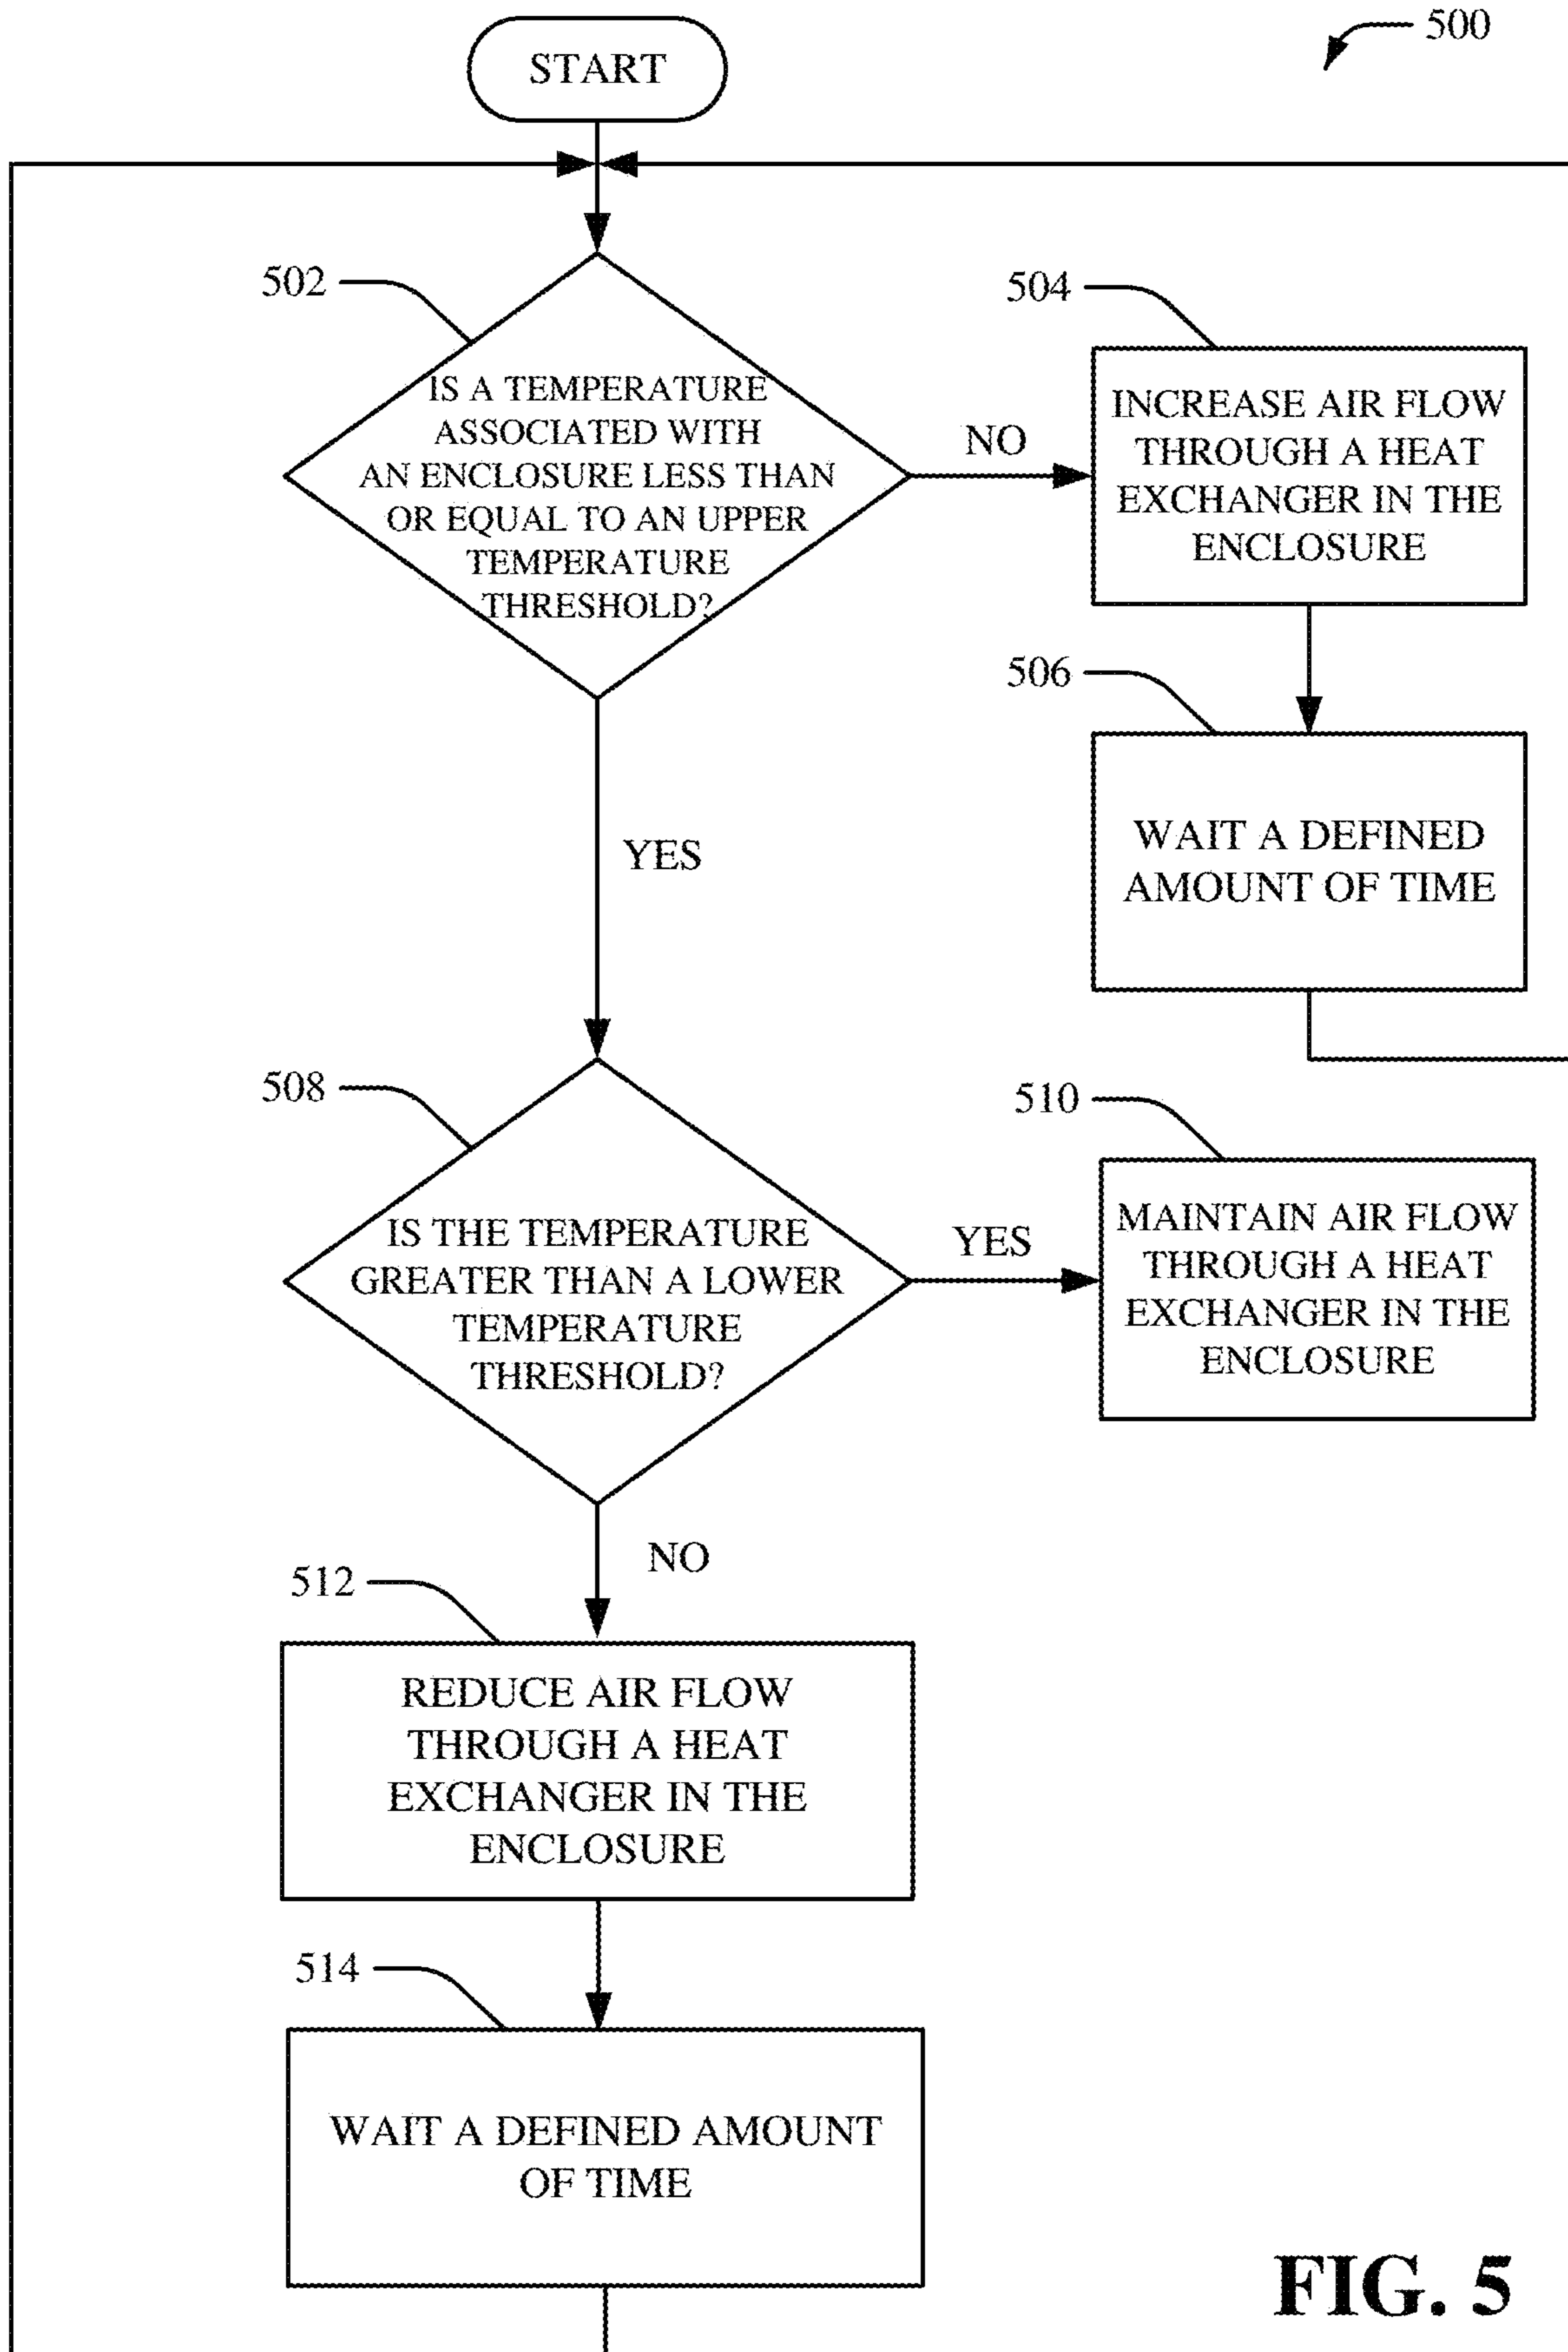 500
START
502
IS A TEMPERATURE
ASSOCIATED WITH
AN ENCLOSURE LESS THAN
OR EQUAL TO AN UPPER
TEMPERATURE
THRESHOLD?
NO
504
INCREASE AIR FLOW
THROUGH A HEAT
EXCHANGER IN THE
ENCLOSURE
506
WAIT A DEFINED
AMOUNT OF TIME
YES
508
IS THE TEMPERATURE
GREATER THAN A LOWER
TEMPERATURE
THRESHOLD?
YES
510
MAINTAIN AIR FLOW
THROUGH A HEAT
EXCHANGER IN THE
ENCLOSURE
NO
512
REDUCE AIR FLOW
THROUGH A HEAT
EXCHANGER IN THE
ENCLOSURE
514
WAIT A DEFINED AMOUNT
OF TIME
FIG. 5